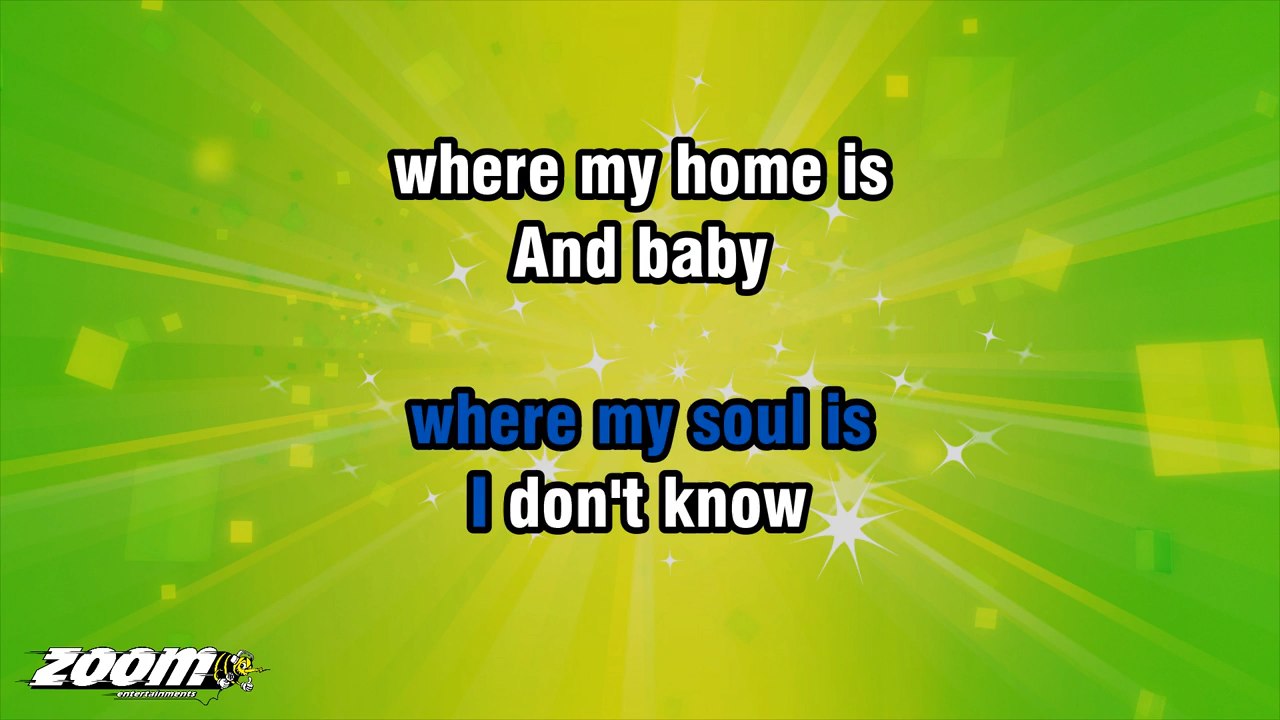 where my home is
And baby
where my soul is
I don't know
zoom
entertainments